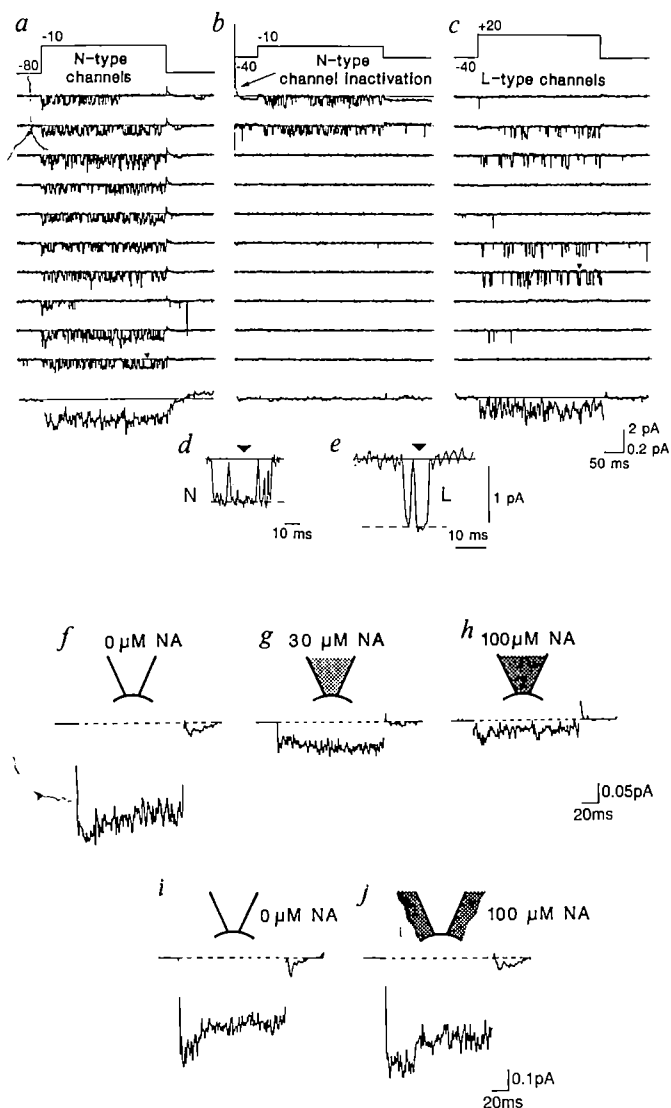 a
b
c
-10
-10
+20
-80
N-type
channels
-40
N-type
channel inactivation
-40
L-type channels
2 pA
0.2 pA
50 ms
d
e
N
L
1 pA
10 ms
10 ms
f
0 µM NA
g
30 µM NA
h
100µM NA
0.05pA
20ms
i
0 µM NA
j
100 µM NA
0.1pA
20ms